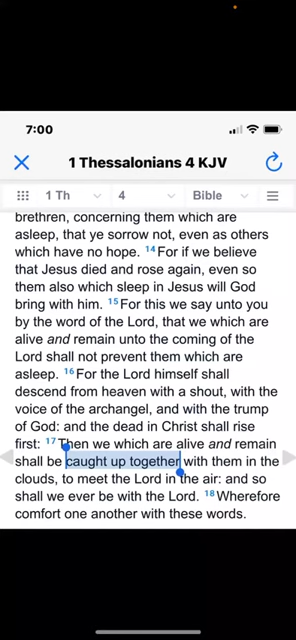 7:00
1 Thessalonians 4 KJV
1 Th 4 Bible
brethren, concerning them which are
asleep, that ye sorrow not, even as others
which have no hope. 14 For if we believe
that Jesus died and rose again, even so
them also which sleep in Jesus will God
bring with him. 15 For this we say unto you
by the word of the Lord, that we which are
alive and remain unto the coming of the
Lord shall not prevent them which are
asleep. 16 For the Lord himself shall
descend from heaven with a shout, with the
voice of the archangel, and with the trump
of God: and the dead in Christ shall rise
first: 17 Then we which are alive and remain
shall be caught up together with them in the
clouds, to meet the Lord in the air: and so
shall we ever be with the Lord. 18 Wherefore
comfort one another with these words.